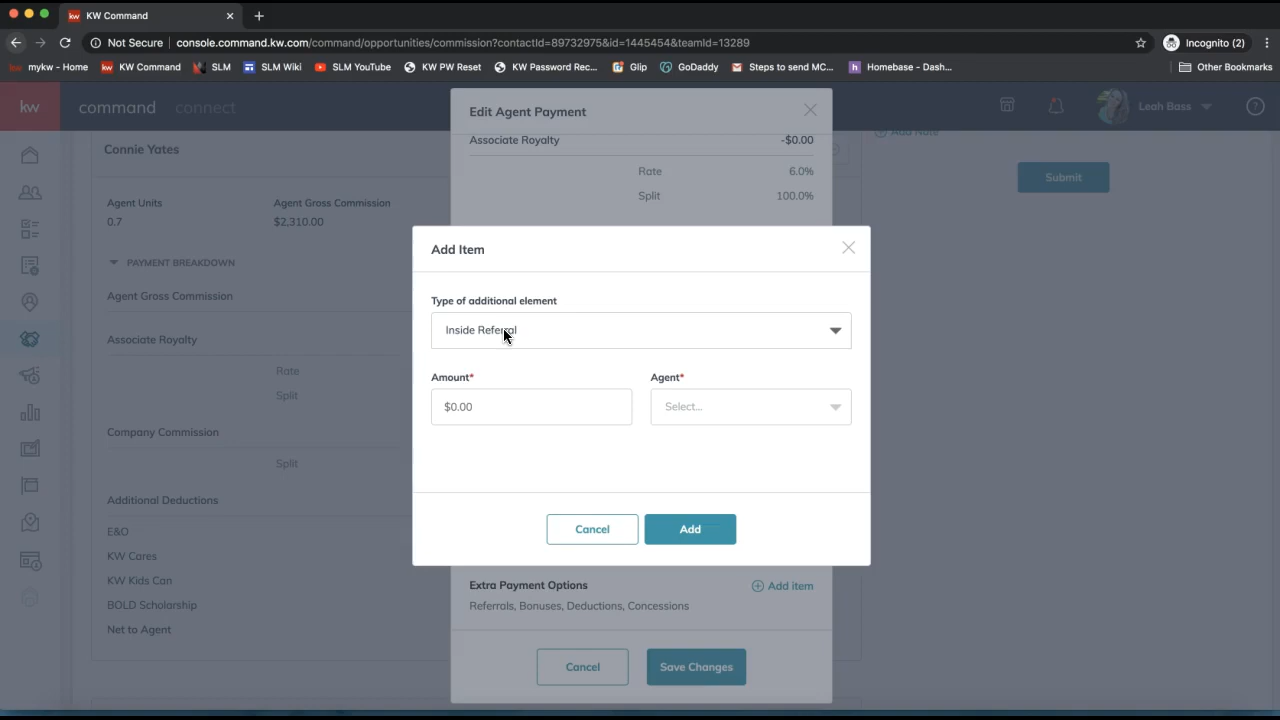 KW Command
Not Secure
console.command.kw.com/command/opportunities/commission?contactId=89732975&id=1445454&teamId=13289
Incognito (2)
mykw - Home
KW Command
SLM
SLM Wiki
SLM YouTube
KW PW Reset
KW Password Rec...
Glip
GoDaddy
Steps to send MC...
Homebase - Dash...
Other Bookmarks
kw
command
connect
Leah Bass
Edit Agent Payment
Associate Royalty
-$0.00
Rate
6.0%
Split
100.0%
Connie Yates
Add Note
Submit
Agent Units
Agent Gross Commission
0.7
$2,310.00
PAYMENT BREAKDOWN
Agent Gross Commission
Associate Royalty
Rate
Split
Company Commission
Split
Additional Deductions
E&O
KW Cares
KW Kids Can
BOLD Scholarship
Net to Agent
Add Item
Type of additional element
Inside Referral
Amount*
Agent*
$0.00
Select...
Cancel
Add
Extra Payment Options
Add item
Referrals, Bonuses, Deductions, Concessions
Cancel
Save Changes